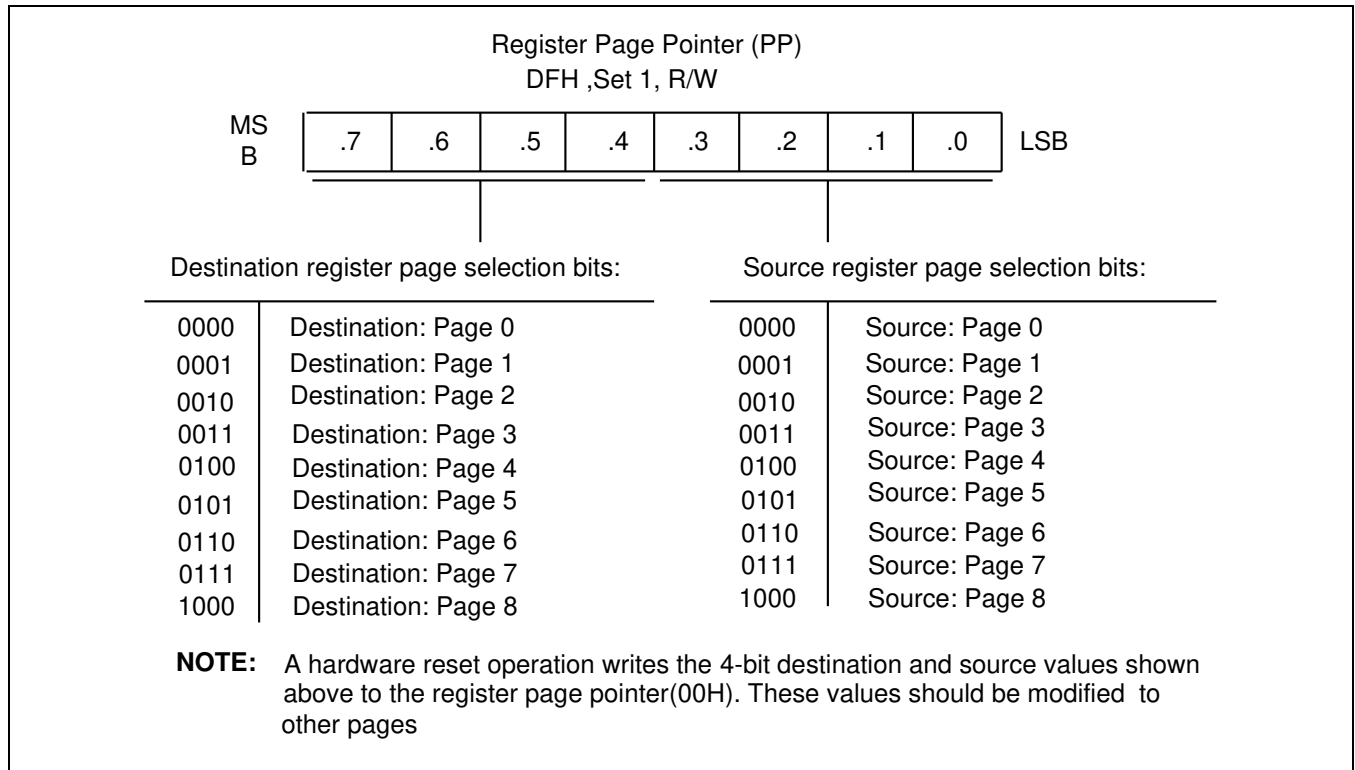 Register Page Pointer (PP)
DFH ,Set 1, R/W
MS
B
.7 .6 .5 .4 .3 .2 .1 .0 LSB
Destination register page selection bits:
0000 Destination: Page 0
0001 Destination: Page 1
0010 Destination: Page 2
0011 Destination: Page 3
0100 Destination: Page 4
0101 Destination: Page 5
0110 Destination: Page 6
0111 Destination: Page 7
1000 Destination: Page 8
Source register page selection bits:
0000 Source: Page 0
0001 Source: Page 1
0010 Source: Page 2
0011 Source: Page 3
0100 Source: Page 4
0101 Source: Page 5
0110 Source: Page 6
0111 Source: Page 7
1000 Source: Page 8
NOTE: A hardware reset operation writes the 4-bit destination and source values shown
above to the register page pointer(00H). These values should be modified to
other pages